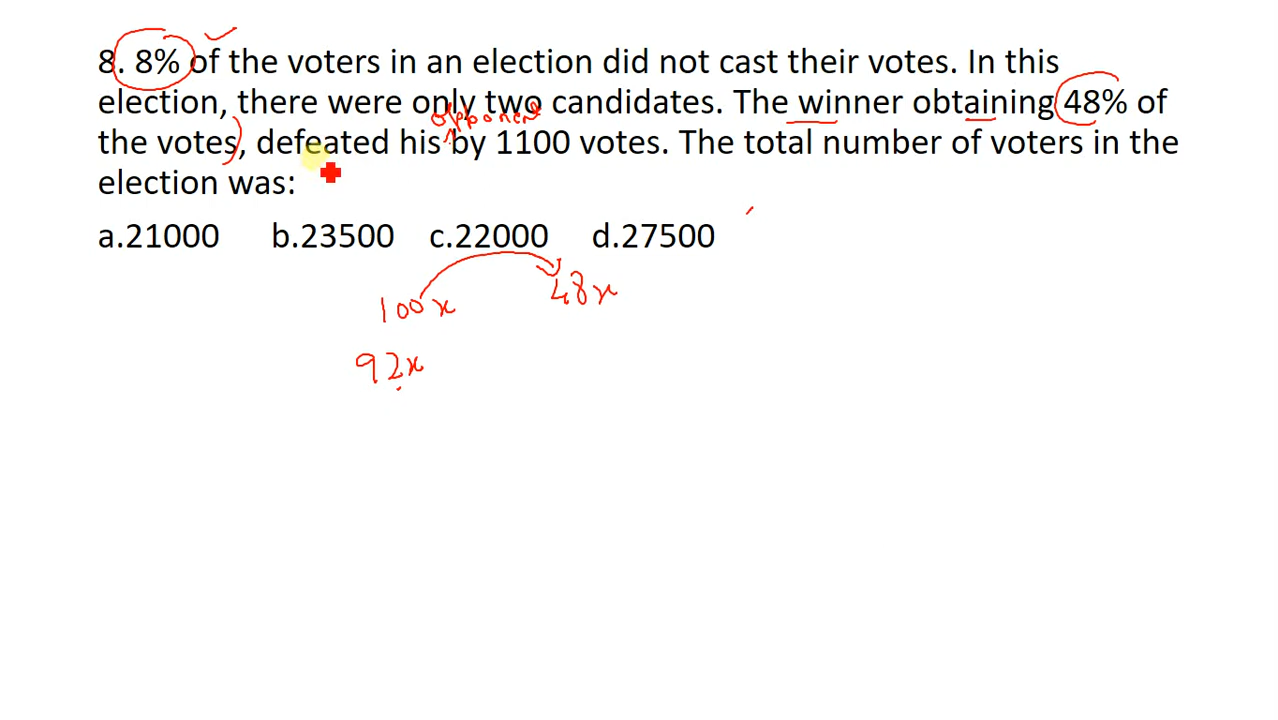 8. 8% of the voters in an election did not cast their votes. In this
election, there were only two candidates. The winner obtaining 48% of
opponent
the votes, defeated his by 1100 votes. The total number of voters in the
election was:
a.21000 b.23500 c.22000 d.27500
100x 48x
92x